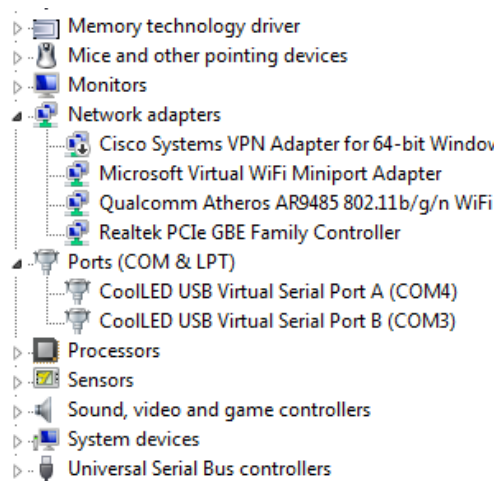 Memory technology driver
Mice and other pointing devices
Monitors
Network adapters
Cisco Systems VPN Adapter for 64-bit Window
Microsoft Virtual WiFi Miniport Adapter
Qualcomm Atheros AR9485 802.11b/g/n WiFi
Realtek PCIe GBE Family Controller
Ports (COM & LPT)
CoolLED USB Virtual Serial Port A (COM4)
CoolLED USB Virtual Serial Port B (COM3)
Processors
Sensors
Sound, video and game controllers
System devices
Universal Serial Bus controllers